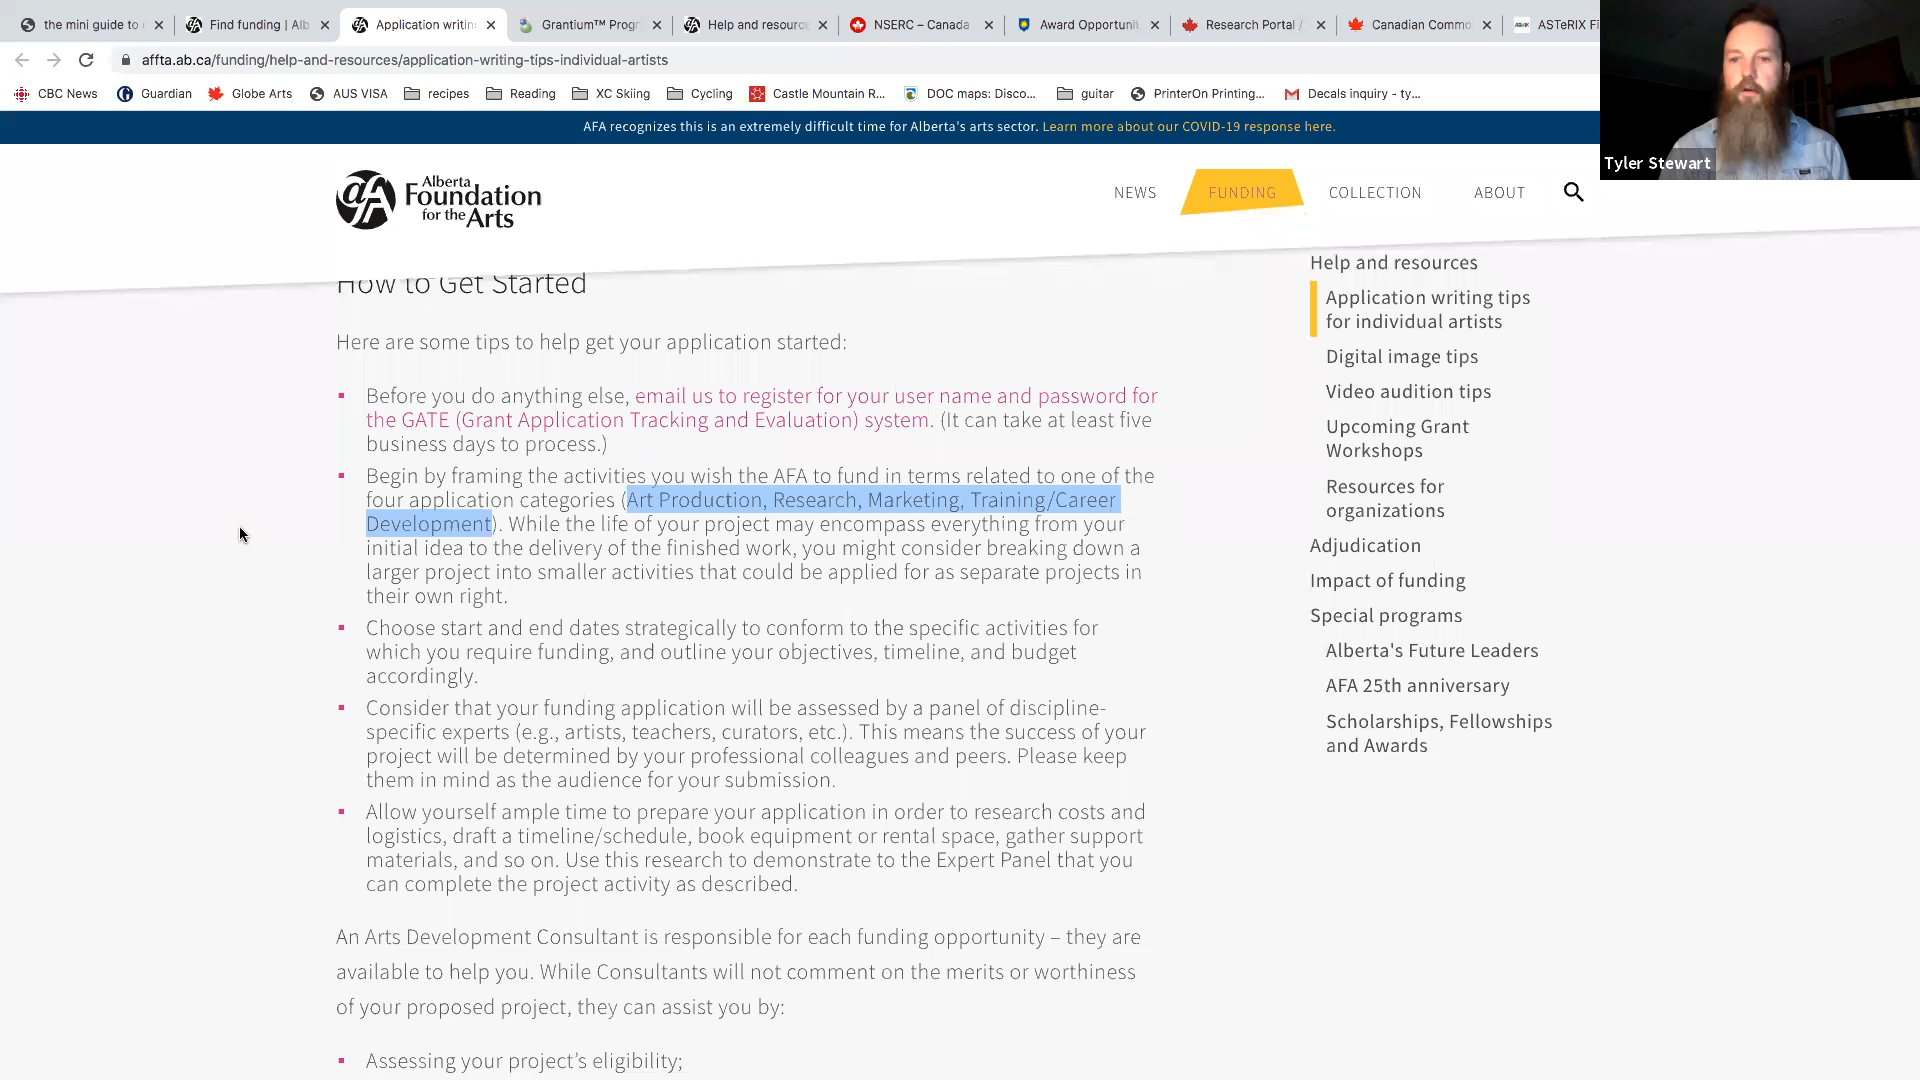 the mini guide to
Find funding | Alb
Application writin
Grantium™ Progr
Help and resourc
NSERC – Canada
Award Opportuni
Research Portal /
Canadian Commo
ASTeRIX Fi
affta.ab.ca/funding/help-and-resources/application-writing-tips-individual-artists
CBC News
Guardian
Globe Arts
AUS VISA
recipes
Reading
XC Skiing
Cycling
Castle Mountain R...
DOC maps: Disco...
guitar
PrinterOn Printing...
Decals inquiry - ty...
Tyler Stewart
AFA recognizes this is an extremely difficult time for Alberta's arts sector. Learn more about our COVID-19 response here.
Alberta
Foundation
for the Arts
NEWS
FUNDING
COLLECTION
ABOUT
How to Get Started
Here are some tips to help get your application started:
Before you do anything else, email us to register for your user name and password for
the GATE (Grant Application Tracking and Evaluation) system. (It can take at least five
business days to process.)
Begin by framing the activities you wish the AFA to fund in terms related to one of the
four application categories (Art Production, Research, Marketing, Training/Career
Development). While the life of your project may encompass everything from your
initial idea to the delivery of the finished work, you might consider breaking down a
larger project into smaller activities that could be applied for as separate projects in
their own right.
Choose start and end dates strategically to conform to the specific activities for
which you require funding, and outline your objectives, timeline, and budget
accordingly.
Consider that your funding application will be assessed by a panel of discipline-
specific experts (e.g., artists, teachers, curators, etc.). This means the success of your
project will be determined by your professional colleagues and peers. Please keep
them in mind as the audience for your submission.
Allow yourself ample time to prepare your application in order to research costs and
logistics, draft a timeline/schedule, book equipment or rental space, gather support
materials, and so on. Use this research to demonstrate to the Expert Panel that you
can complete the project activity as described.
An Arts Development Consultant is responsible for each funding opportunity – they are
available to help you. While Consultants will not comment on the merits or worthiness
of your proposed project, they can assist you by:
Assessing your project's eligibility;
Help and resources
Application writing tips
for individual artists
Digital image tips
Video audition tips
Upcoming Grant
Workshops
Resources for
organizations
Adjudication
Impact of funding
Special programs
Alberta's Future Leaders
AFA 25th anniversary
Scholarships, Fellowships
and Awards